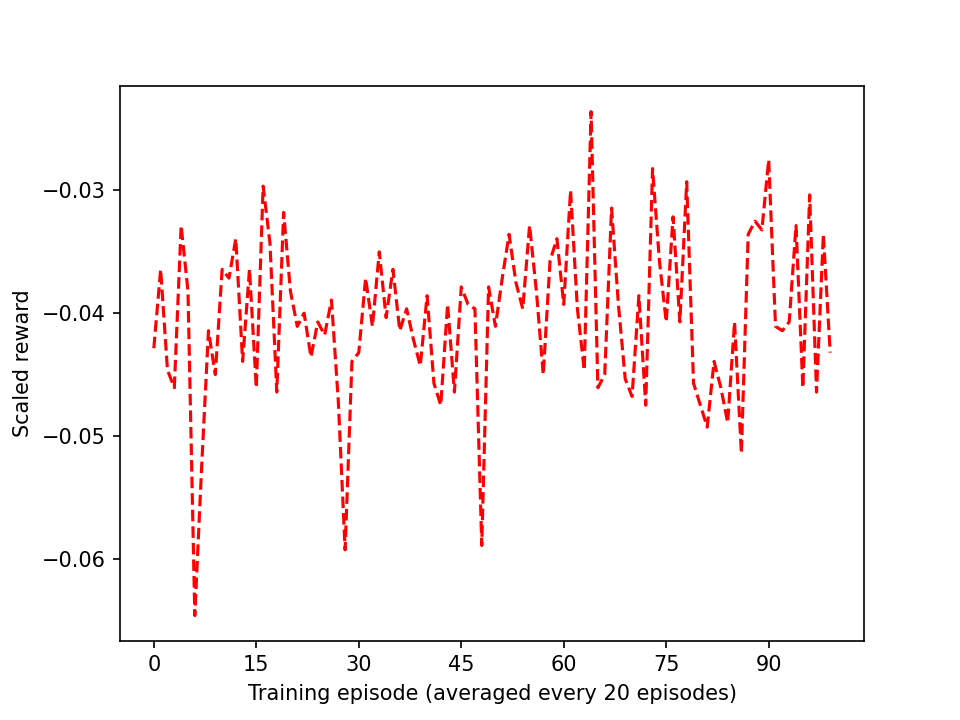 −0.03
−0.04
−0.05
−0.06
Scaled reward
0 15 30 45 60 75 90
Training episode (averaged every 20 episodes)